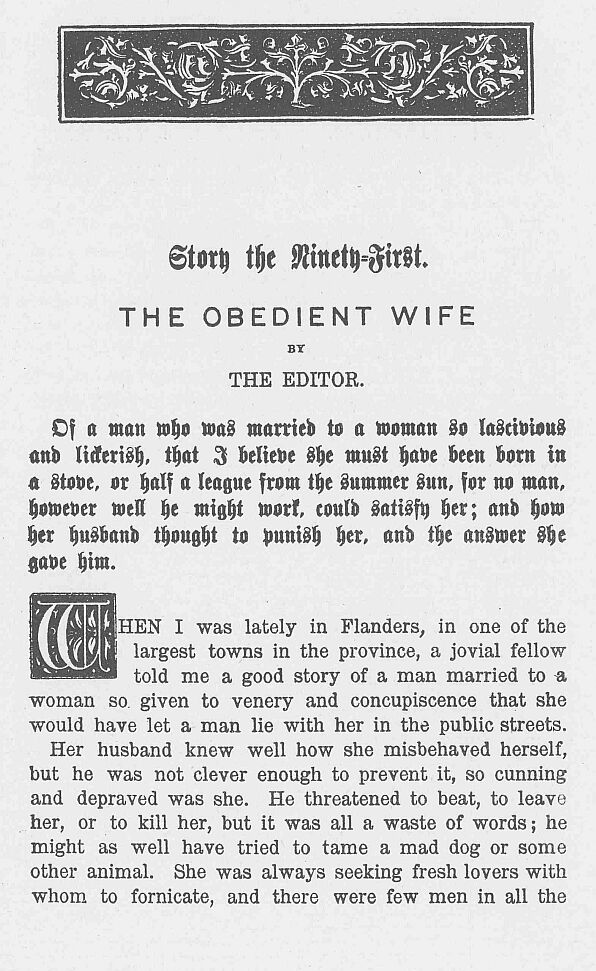 Story the Ninety-First.
THE OBEDIENT WIFE
BY
THE EDITOR.
Of a man who was married to a woman so lascivious
and lickerish, that I believe she must have been born in
a stove, or half a league from the summer sun, for no man,
however well he might work, could satisfy her; and how
her husband thought to punish her, and the answer she
gave him.
WHEN I was lately in Flanders, in one of the
largest towns in the province, a jovial fellow
told me a good story of a man married to a
woman so given to venery and concupiscence that she
would have let a man lie with her in the public streets.
Her husband knew well how she misbehaved herself,
but he was not clever enough to prevent it, so cunning
and depraved was she. He threatened to beat, to leave
her, or to kill her, but it was all a waste of words; he
might as well have tried to tame a mad dog or some
other animal. She was always seeking fresh lovers with
whom to fornicate, and there were few men in all the